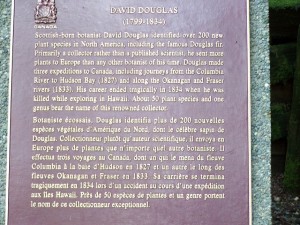 DAVID DOUGLAS
(1799-1834)
Scottish-born botanist David Douglas identified over 200 new
plant species in North America, including the famous Douglas fir.
Primarily a collector rather than a published scientist, he sent more
plants to Europe than any other botanist of his time. Douglas made
three expeditions to Canada, including journeys from the Columbia
River to Hudson Bay (1827) and along the Okanagan and Fraser
rivers (1833). His career ended tragically in 1834 when he was
killed while exploring in Hawaii. About 50 plant species and one
genus bear the name of this renowned collector.
Botaniste écossais, Douglas identifia plus de 200 nouvelles
espèces végétales d'Amérique du Nord, dont le célèbre sapin de
Douglas. Collectionneur plutôt qu'auteur scientifique, il envoya en
Europe plus de plantes que n'importe quel autre botaniste. Il
effectua trois voyages au Canada, dont un qui le mena du fleuve
Columbia à la baie d'Hudson en 1827 et un autre le long des
fleuves Okanagan et Fraser en 1833. Sa carrière se termina
tragiquement en 1834 lors d'un accident au cours d'une expédition
aux îles Hawaii. Près de 50 espèces de plantes et un genre portent
le nom de ce collectionneur exceptionnel.